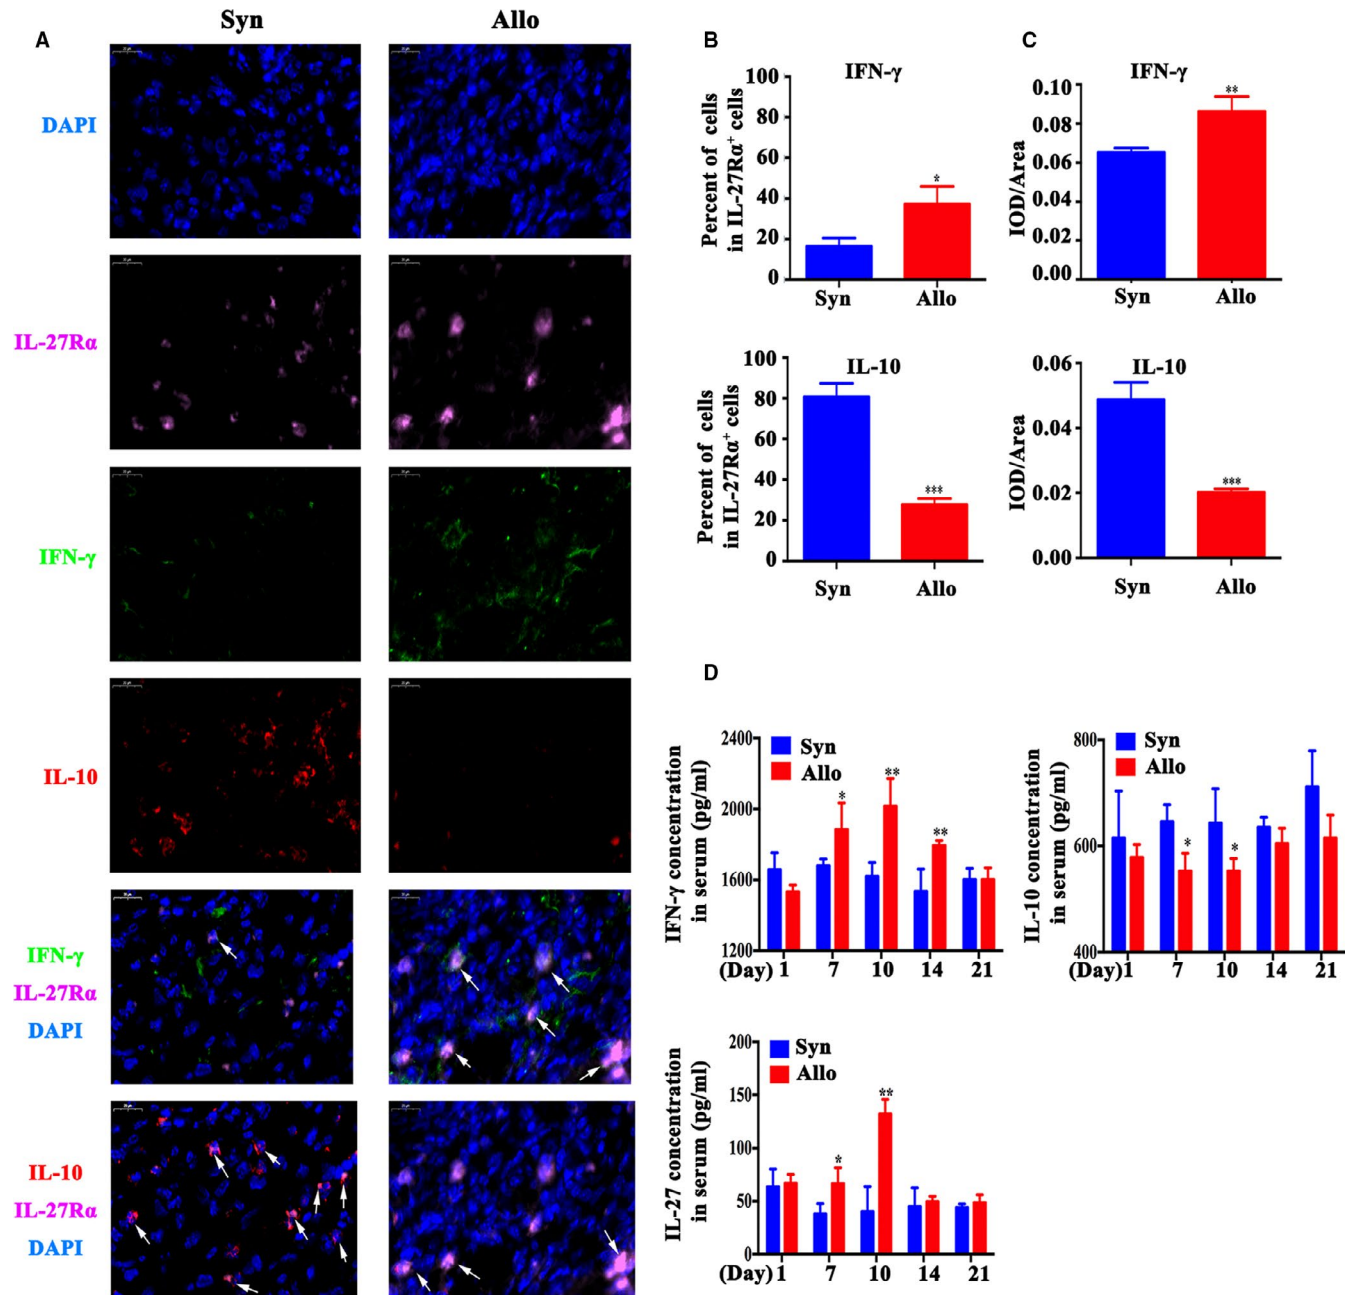 Syn
Allo
A
DAPI
IL-27Rα
IFN-γ
IL-10
IFN-γ
IL-27Rα
DAPI
IL-10
IL-27Rα
DAPI
B
IFN-γ
Percent of cells
in IL-27Rα⁺ cells
100
80
60
40
20
0
*
Syn
Allo
IL-10
Percent of cells
in IL-27Rα⁺ cells
100
80
60
40
20
0
***
Syn
Allo
C
IFN-γ
IOD/Area
0.10
0.08
0.06
0.04
0.02
0.00
**
Syn
Allo
IL-10
IOD/Area
0.06
0.04
0.02
0.00
***
Syn
Allo
D
IFN-γ concentration
in serum (pg/ml)
2400
2000
1600
1200
Syn
Allo
*
**
**
(Day) 1 7 10 14 21
IL-10 concentration
in serum (pg/ml)
800
600
400
Syn
Allo
*
*
(Day) 1 7 10 14 21
IL-27 concentration
in serum (pg/ml)
200
150
100
50
0
Syn
Allo
*
**
(Day) 1 7 10 14 21